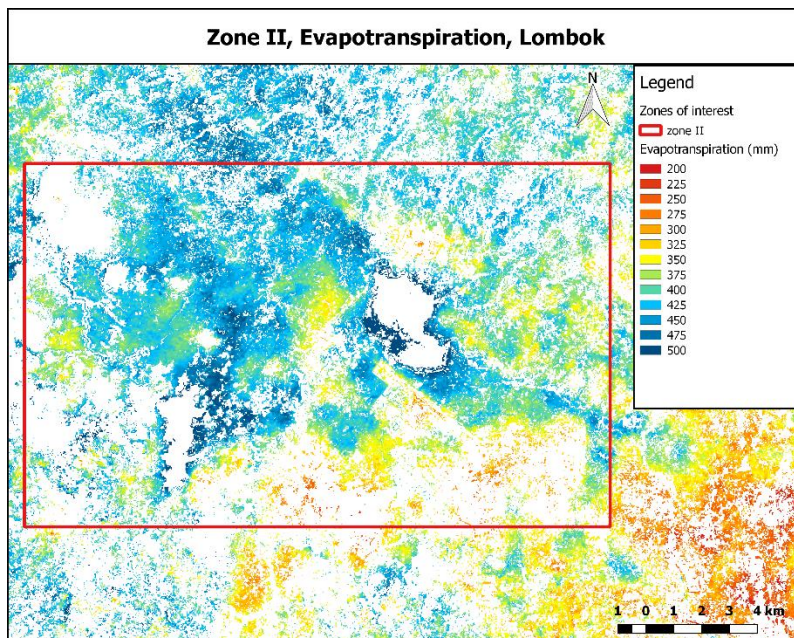 Zone II, Evapotranspiration, Lombok
N
Legend
Zones of interest
zone II
Evapotranspiration (mm)
200
225
250
275
300
325
350
375
400
425
450
475
500
1 0 1 2 3 4 km